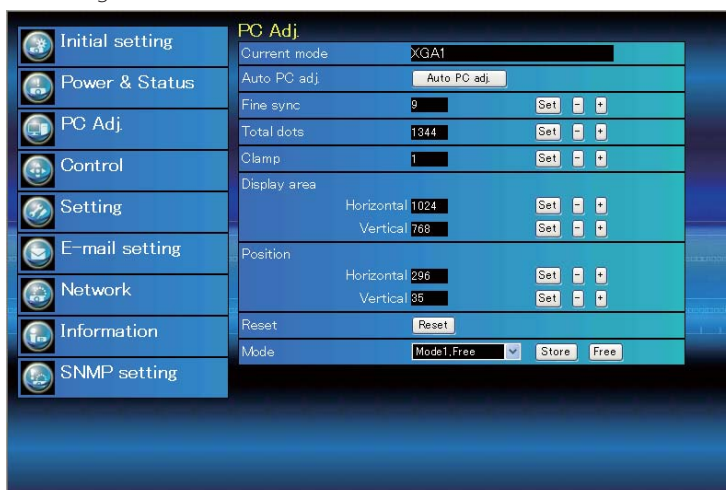 Initial setting
Power & Status
PC Adj.
Control
Setting
E-mail setting
Network
Information
SNMP setting
PC Adj.
Current mode XGA1
Auto PC adj. Auto PC adj.
Fine sync 9 Set - +
Total dots 1344 Set - +
Clamp 1 Set - +
Display area
Horizontal 1024 Set - +
Vertical 768 Set - +
Position
Horizontal 296 Set - +
Vertical 35 Set - +
Reset Reset
Mode Mode1,Free Store Free